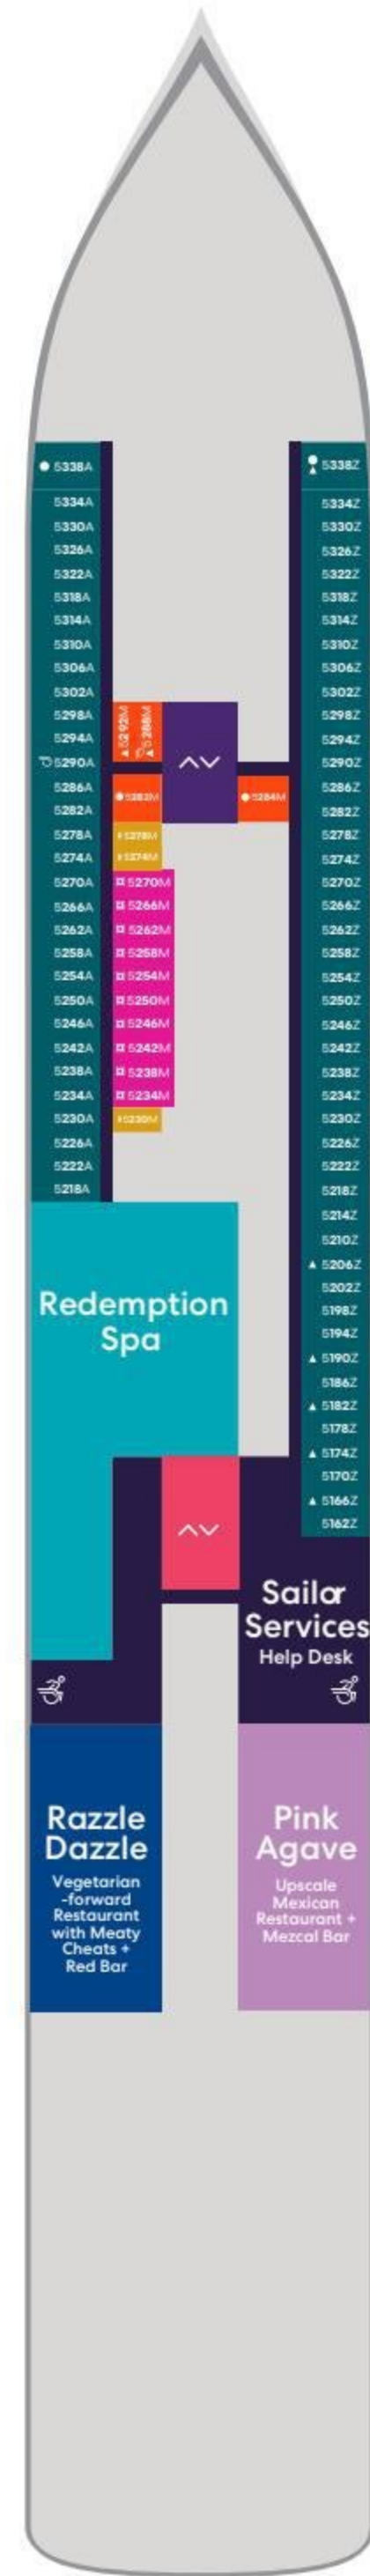 5338A
5334A
5330A
5326A
5322A
5318A
5314A
5310A
5306A
5302A
5298A
5294A
5290A
5286A
5282A
5278A
5274A
5270A
5266A
5262A
5258A
5254A
5250A
5246A
5242A
5238A
5234A
5230A
5226A
5222A
5218A
5292M
5288M
5282M
5284M
5278M
5274M
5270M
5266M
5262M
5258M
5254M
5250M
5246M
5242M
5238M
5234M
5230M
5338Z
5334Z
5330Z
5326Z
5322Z
5318Z
5314Z
5310Z
5306Z
5302Z
5298Z
5294Z
5290Z
5286Z
5282Z
5278Z
5274Z
5270Z
5266Z
5262Z
5258Z
5254Z
5250Z
5246Z
5242Z
5238Z
5234Z
5230Z
5226Z
5222Z
5218Z
5214Z
5210Z
5206Z
5202Z
5198Z
5194Z
5190Z
5186Z
5182Z
5178Z
5174Z
5170Z
5166Z
5162Z
Redemption
Spa
Sailor
Services
Help Desk
Razzle
Dazzle
Vegetarian
-forward
Restaurant
with Meaty
Cheats +
Red Bar
Pink
Agave
Upscale
Mexican
Restaurant +
Mezcal Bar